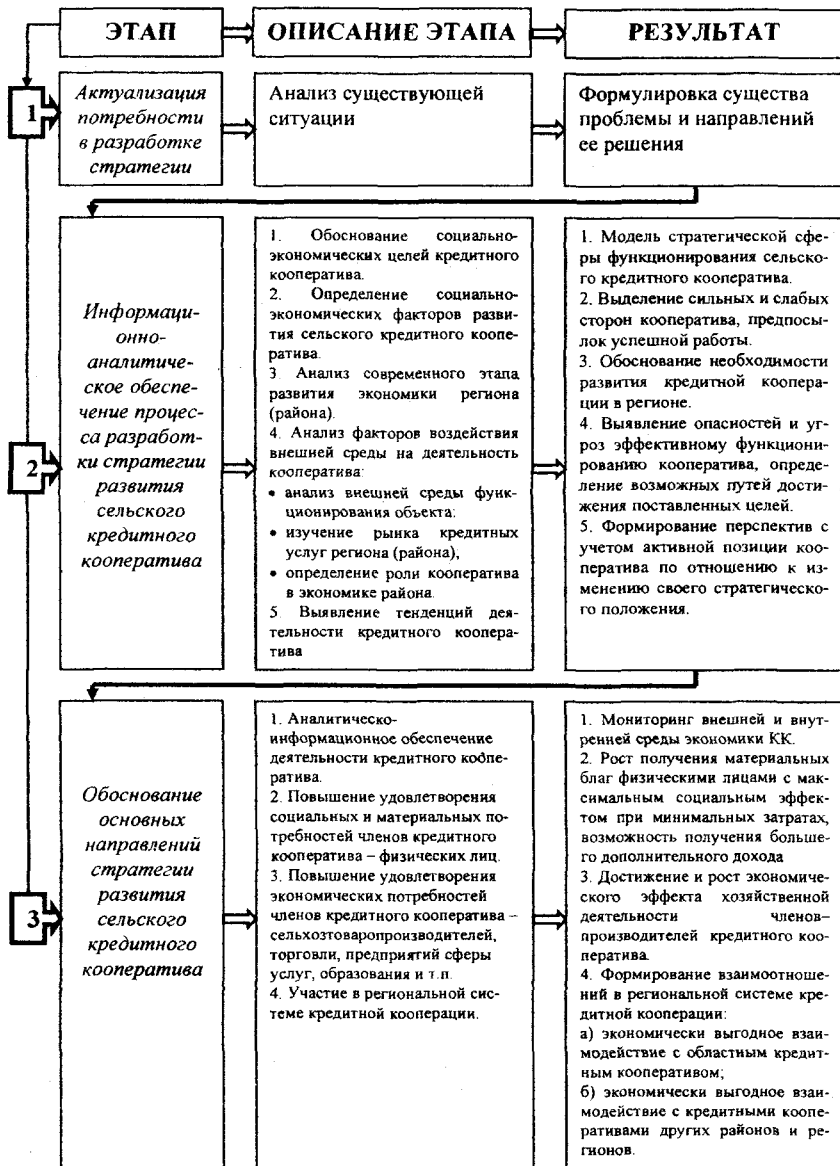 ЭТАП
ОПИСАНИЕ ЭТАПА
РЕЗУЛЬТАТ
1
Актуализация
потребности
в разработке
стратегии
Анализ существующей
ситуации
Формулировка существа
проблемы и направлений
ее решения
2
Информаци-
онно-
аналитиче-
ское обеспе-
чение процес-
са разработ-
ки стратегии
развития
сельского
кредитного
кооператива
1. Обоснование социально-
экономических целей кредитного
кооператива.
2. Определение социально-
экономических факторов разви-
тия сельского кредитного коопе-
ратива.
3 Анализ современного этапа
развития экономики региона
(района).
4. Анализ факторов воздействия
внешней среды на деятельность
кооператива:
• анализ внешней среды функ-
ционирования объекта:
• изучение рынка кредитных
услуг региона (района),
• определение роли кооператива
в экономике района
5 Выявление тенденций дея-
тельности кредитного коопера-
тива
1. Модель стратегической сфе-
ры функционирования сельско-
го кредитного кооператива.
2. Выделение сильных и слабых
сторон кооператива, предпосы-
лок успешной работы.
3. Обоснование необходимости
развития кредитной коопера-
ции в регионе.
4. Выявление опасностей и уг-
роз эффективному функциони-
рованию кооператива, опреде-
ление возможных путей дости-
жения поставленных целей.
5. Формирование перспектив с
учетом активной позиции коо-
ператива по отношению к из-
менению своего стратегическо-
го положения.
3
Обоснование
основных
направлений
стратегии
развития
сельского
кредитного
кооператива
1. Аналитическо-
информационное обеспечение
деятельности кредитного коопе-
ратива.
2. Повышение удовлетворения
социальных и материальных по-
требностей членов кредитного
кооператива – физических лиц.
3. Повышение удовлетворения
экономических потребностей
членов кредитного кооператива –
сельхозтоваропроизводителей,
торговли, предприятий сферы
услуг, образования и т.п.
4. Участие в региональной сис-
теме кредитной кооперации.
1. Мониторинг внешней и внут-
ренней среды экономики КК.
2. Рост получения материальных
благ физическими лицами с мак-
симальным социальным эффек-
том при минимальных затратах,
возможность получения больше-
го дополнительного дохода
3. Достижение и рост экономиче-
ского эффекта хозяйственной
деятельности членов–
производителей кредитного коо-
ператива.
4. Формирование взаимоотноше-
ний в региональной системе кре-
дитной кооперации:
а) экономически выгодное взаи-
модействие с областным кредит-
ным кооперативом;
б) экономически выгодное взаи-
модействие с кредитными коопе-
ративами других районов и ре-
гионов.